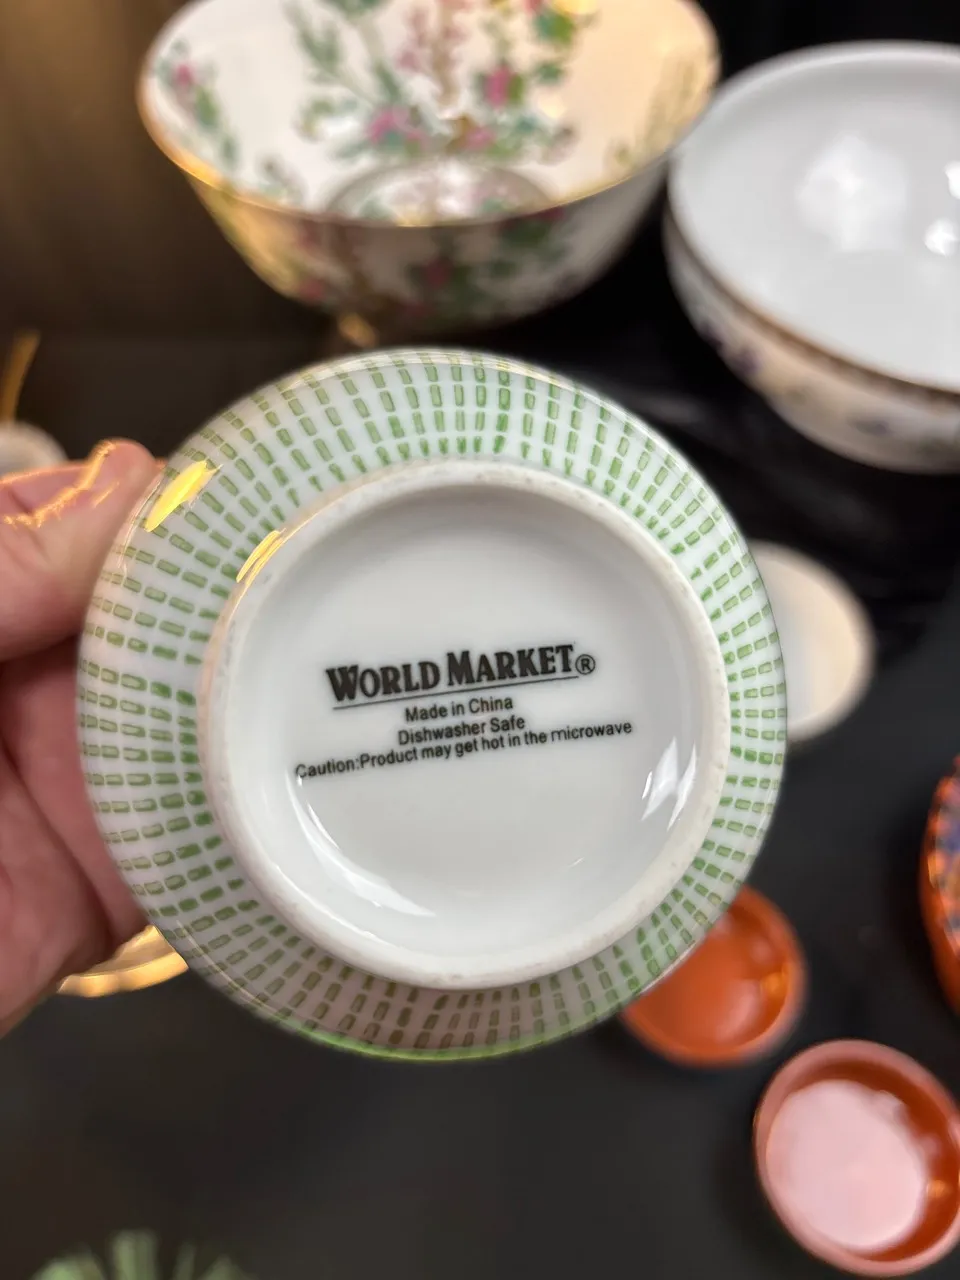 WORLD MARKET®
Made in China
Dishwasher Safe
Caution:Product may get hot in the microwave